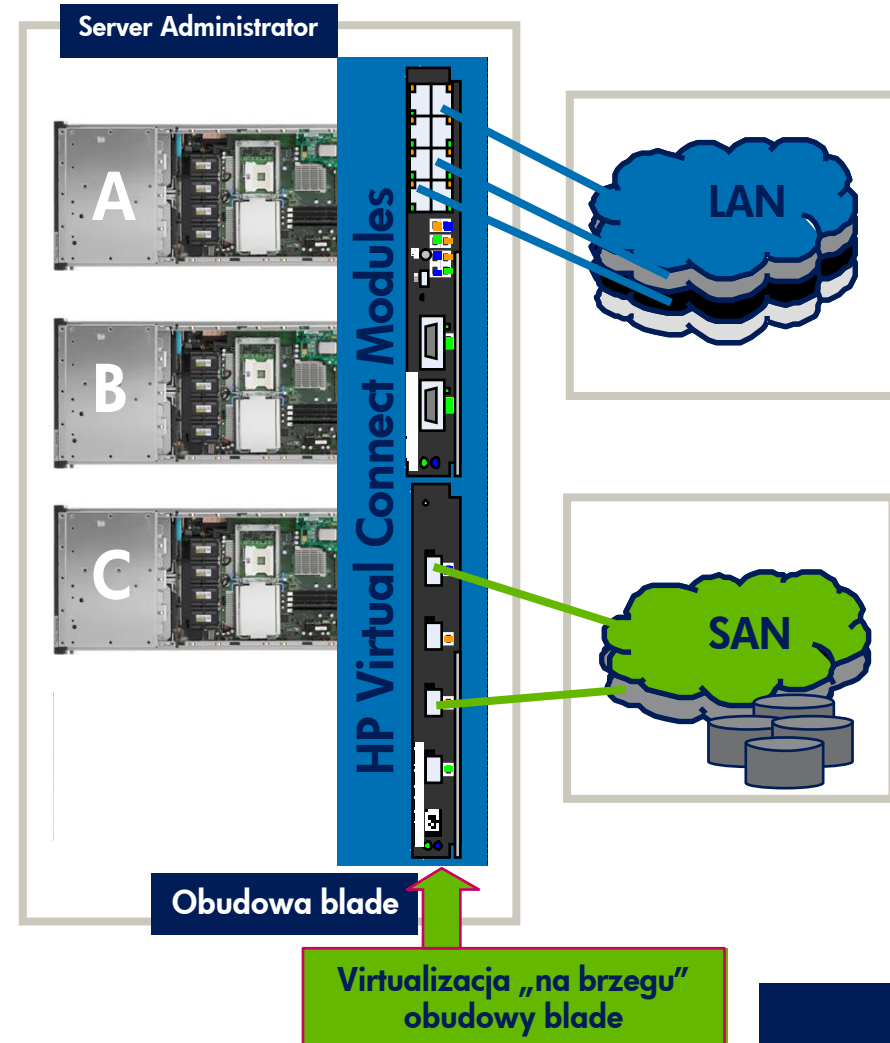 Server Administrator
A
B
C
HP Virtual Connect Modules
LAN
SAN
Obudowa blade
Virtualizacja „na brzegu”
obudowy blade